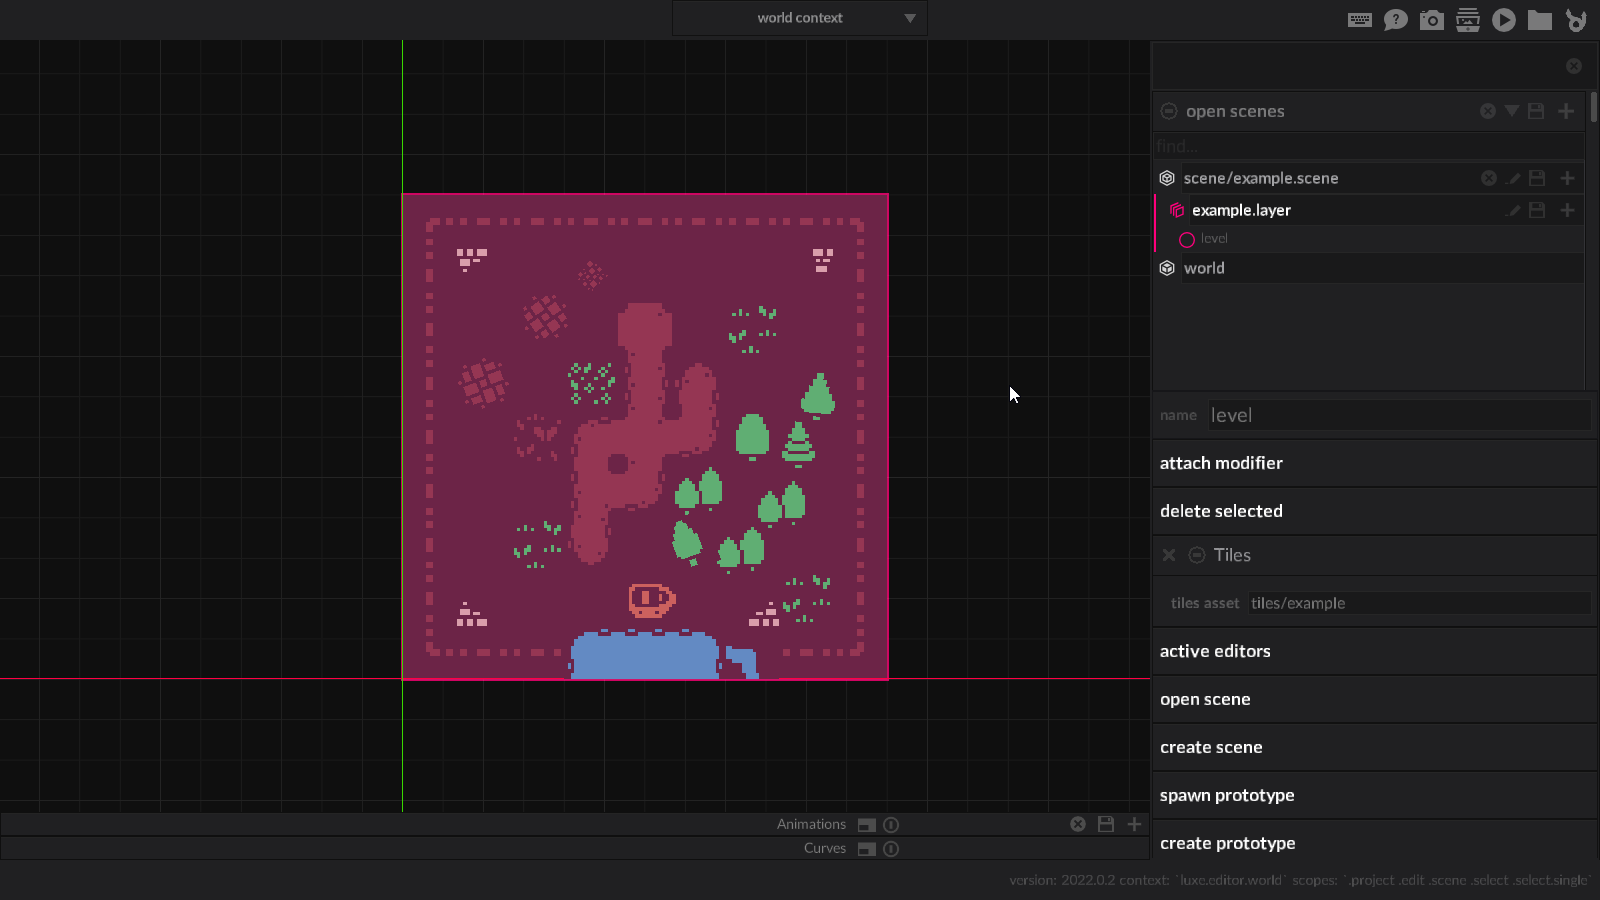 world context
open scenes
find...
scene/example.scene
example.layer
level
world
name level
attach modifier
delete selected
Tiles
tiles asset tiles/example
active editors
open scene
create scene
spawn prototype
create prototype
Animations
Curves
version: 2022.0.2 context: `luxe.editor.world` scopes: `.project .edit .scene .select .select.single`